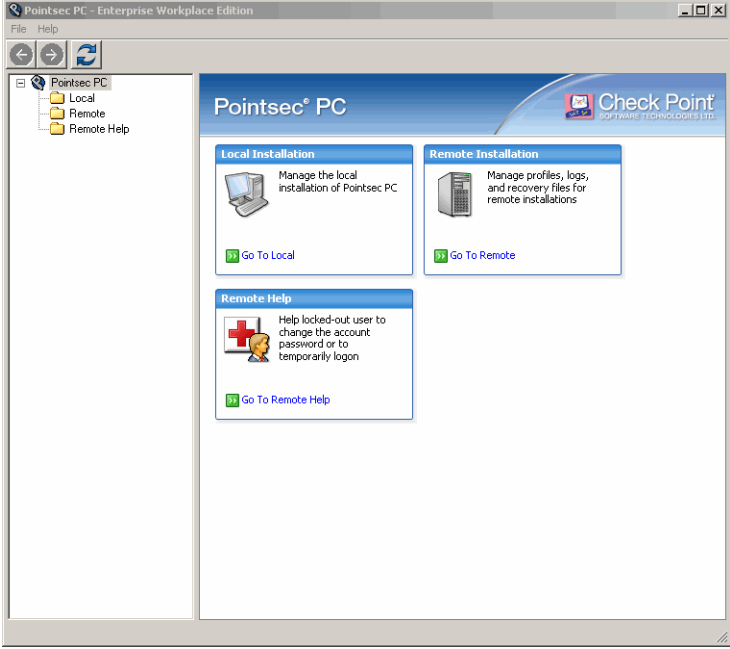 Pointsec PC - Enterprise Workplace Edition
File Help
Pointsec PC
Local
Remote
Remote Help
Pointsec® PC
Check Point
SOFTWARE TECHNOLOGIES LTD.
Local Installation
Manage the local
installation of Pointsec PC
Go To Local
Remote Installation
Manage profiles, logs,
and recovery files for
remote installations
Go To Remote
Remote Help
Help locked-out user to
change the account
password or to
temporarily logon
Go To Remote Help